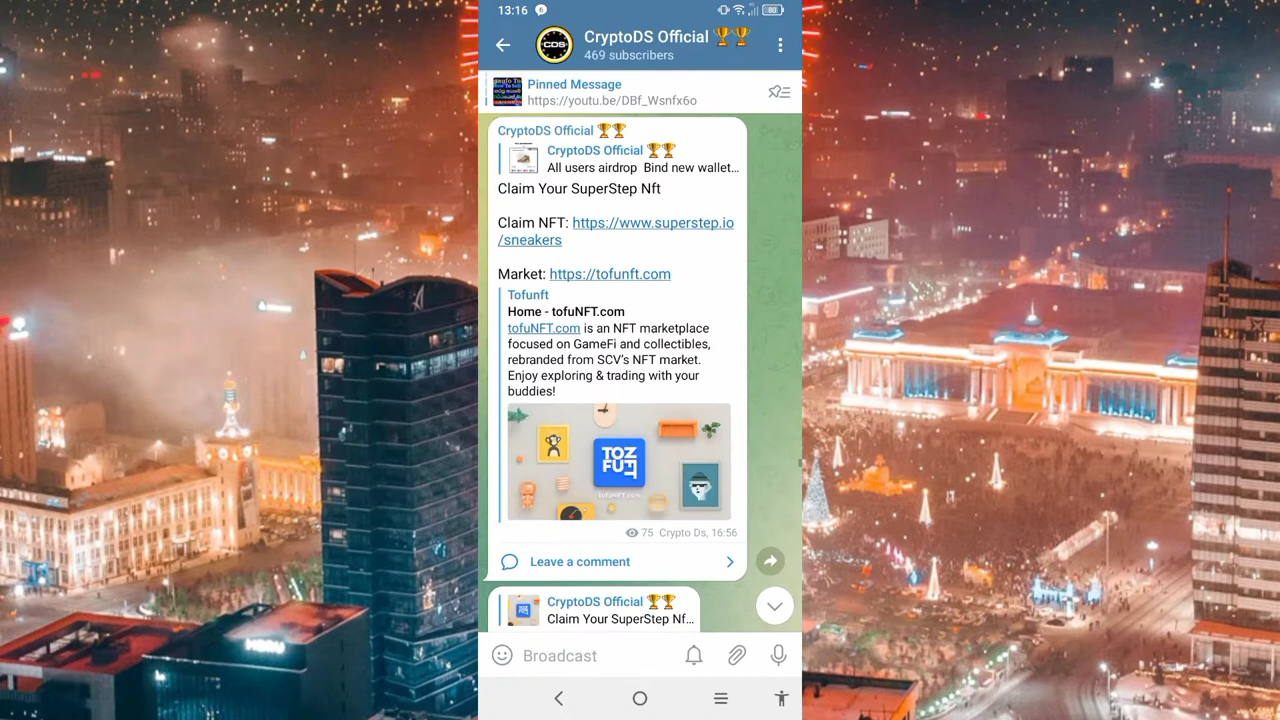 13:16
80
CDS
CryptoDS Official 🏆🏆
469 subscribers
Pinned Message
https://youtu.be/DBf_Wsnfx6o
CryptoDS Official 🏆🏆
CryptoDS Official 🏆🏆
All users airdrop Bind new wallet...
Claim Your SuperStep Nft
Claim NFT: https://www.superstep.io
/sneakers
Market: https://tofunft.com
Tofunft
Home - tofuNFT.com
tofuNFT.com is an NFT marketplace
focused on GameFi and collectibles,
rebranded from SCV's NFT market.
Enjoy exploring & trading with your
buddies!
tofuNFT.com
75 Crypto Ds, 16:56
Leave a comment
CryptoDS Official 🏆🏆
Claim Your SuperStep Nf...
Broadcast